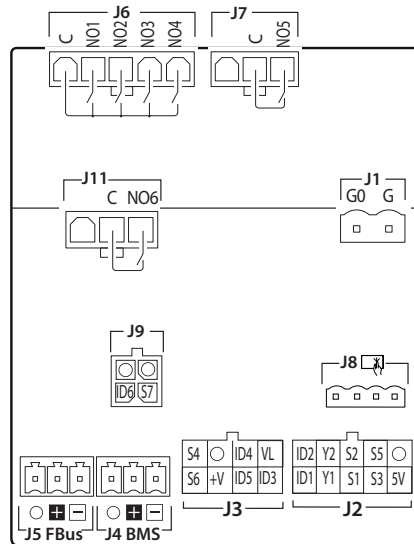 J6 J7
C NO1 NO2 NO3 NO4 C NO5
J11 J1
C NO6 G0 G
J9 J8
ID6 S7
S4 ID4 VL ID2 Y2 S2 S5
S6 +V ID5 ID3 ID1 Y1 S1 S3 5V
J3 J2
J5 FBus J4 BMS